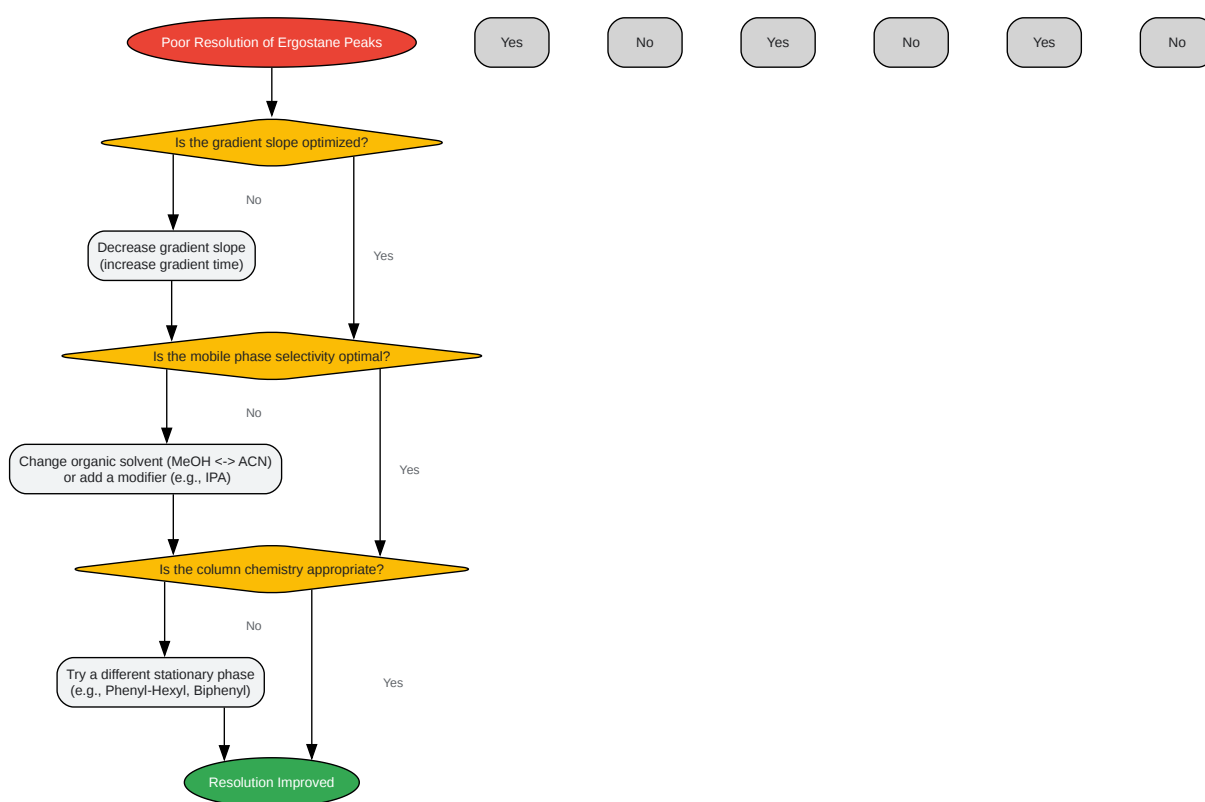 Poor Resolution of Ergostane Peaks
Yes
No
Yes
No
Yes
No
Is the gradient slope optimized?
No
Decrease gradient slope
(increase gradient time)
Yes
Is the mobile phase selectivity optimal?
No
Change organic solvent (MeOH <-> ACN)
or add a modifier (e.g., IPA)
Yes
Is the column chemistry appropriate?
No
Try a different stationary phase
(e.g., Phenyl-Hexyl, Biphenyl)
Yes
Resolution Improved